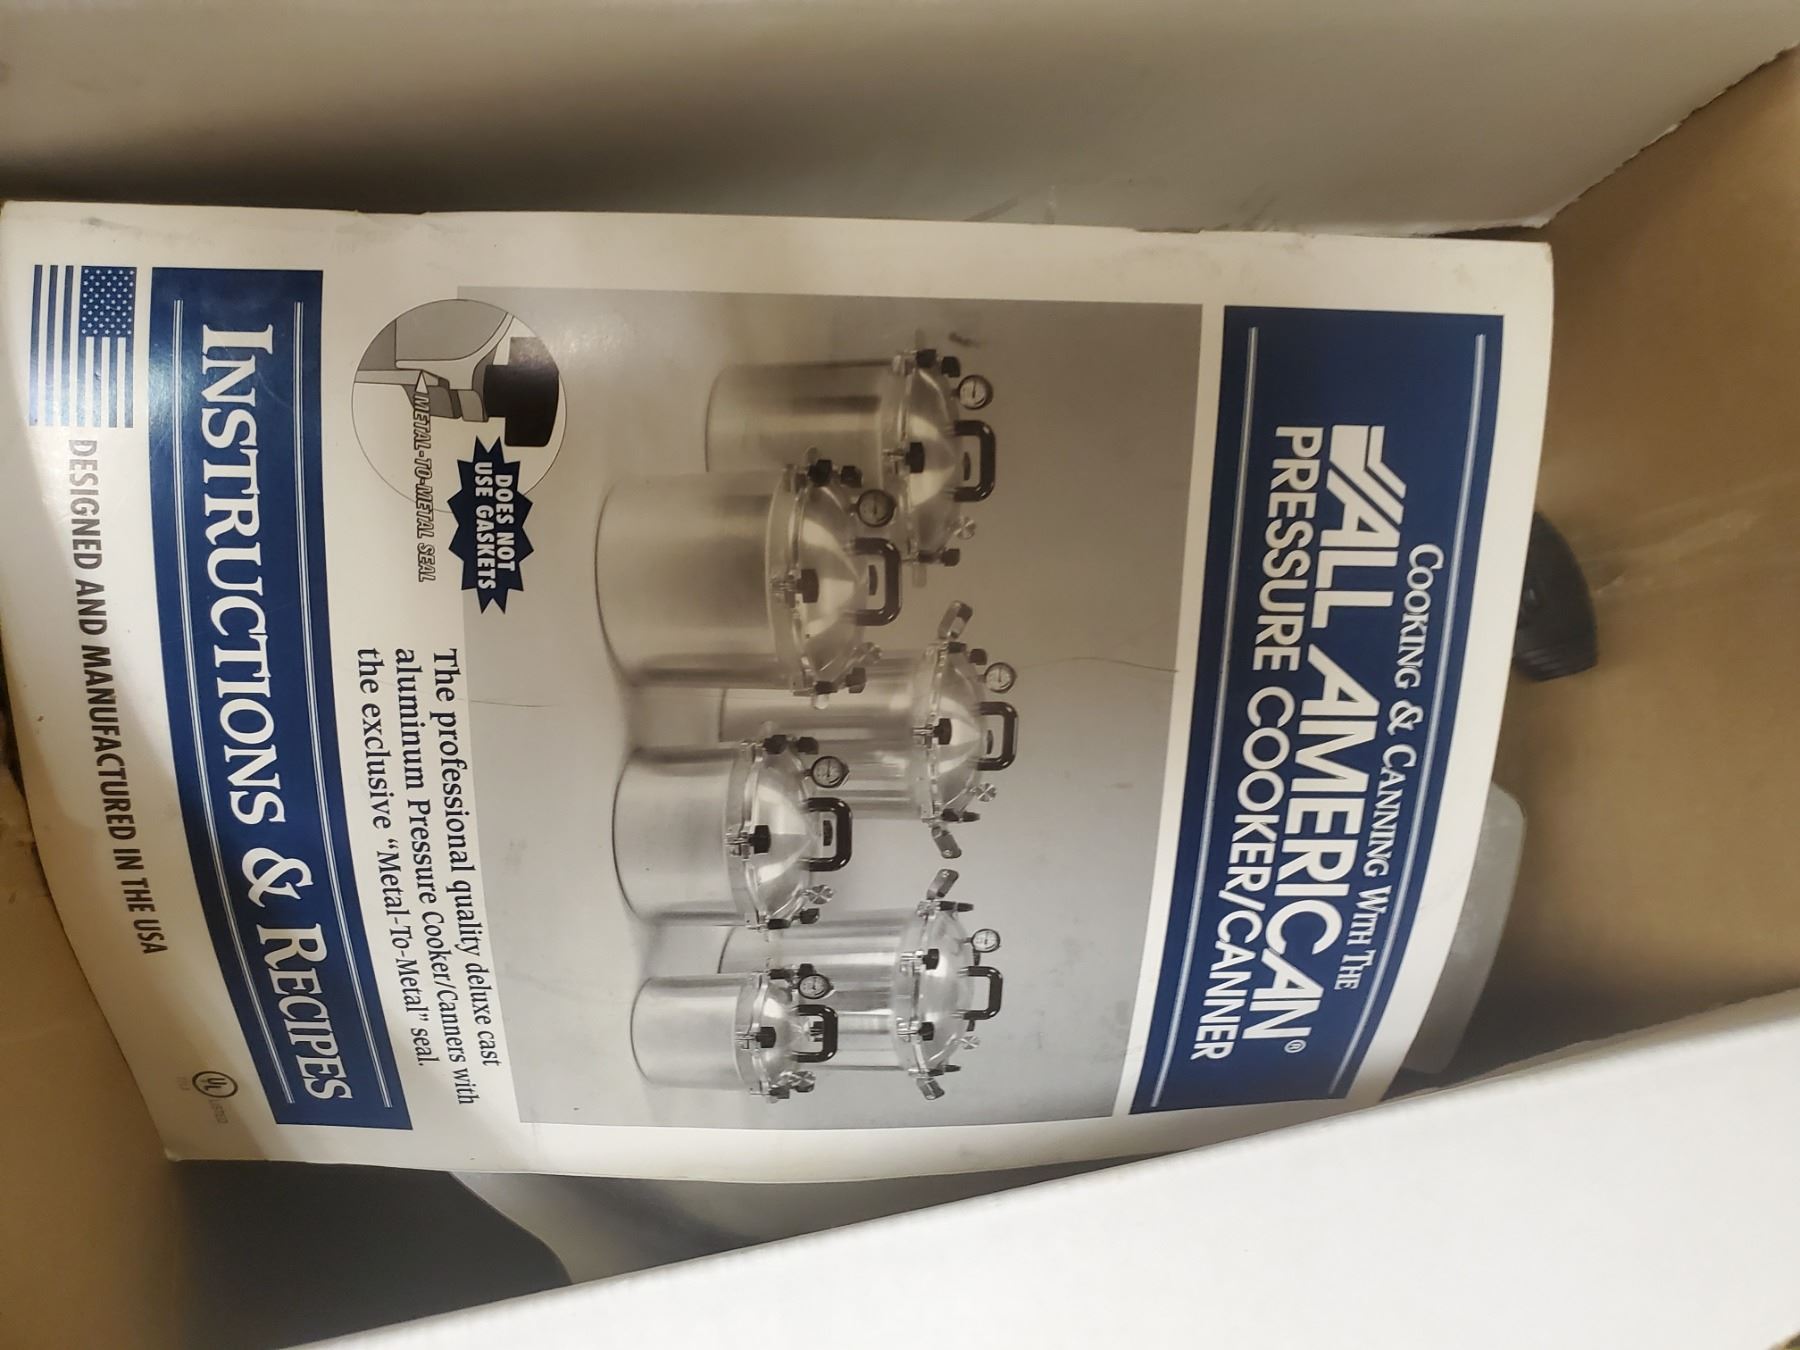 COOKING & CANNING WITH THE
ALL AMERICAN®
PRESSURE COOKER/CANNER
DOES NOT
USE GASKETS
METAL-TO-METAL SEAL
The professional quality deluxe cast
aluminum Pressure Cooker/Canners with
the exclusive “Metal-To-Metal” seal.
INSTRUCTIONS & RECIPES
DESIGNED AND MANUFACTURED IN THE USA
UL LISTED